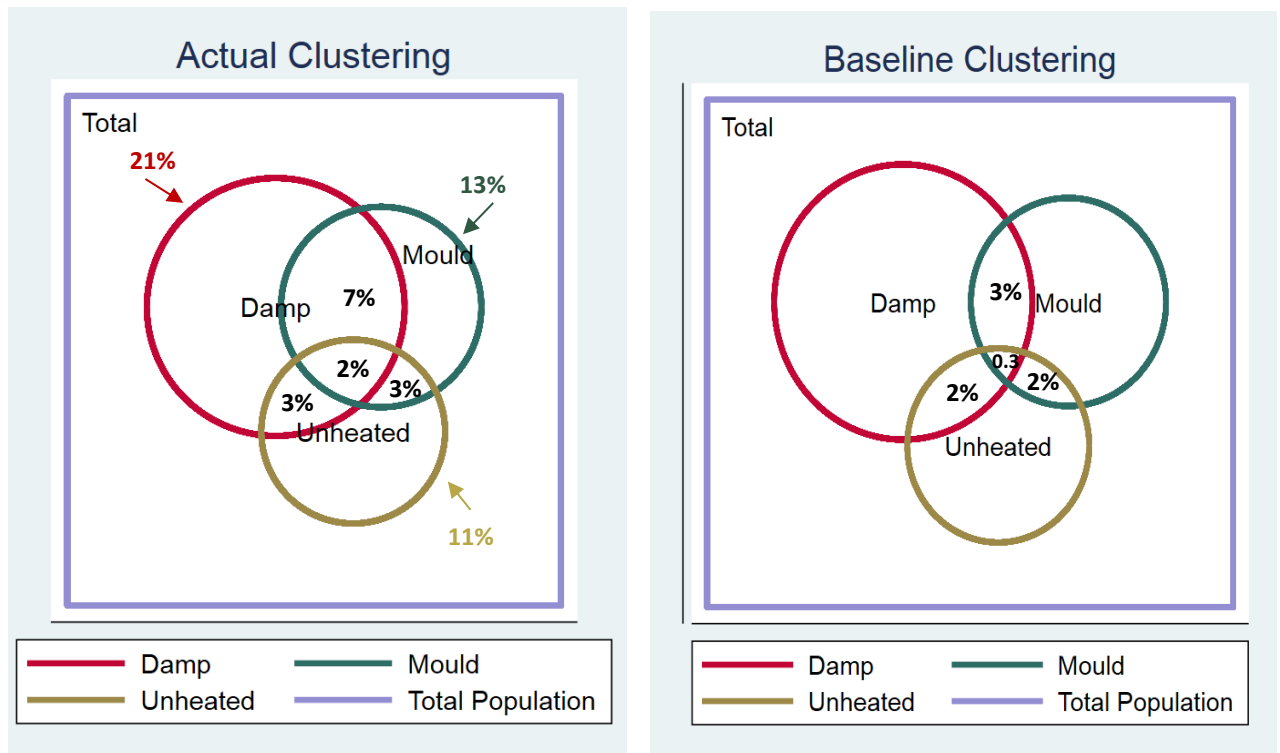 Actual Clustering
Total
21%
13%
Mould
Damp
7%
2%
3%
3%
Unheated
11%
Damp
Mould
Unheated
Total Population
Baseline Clustering
Total
Damp
3%
Mould
0.3
2%
2%
Unheated
Damp
Mould
Unheated
Total Population